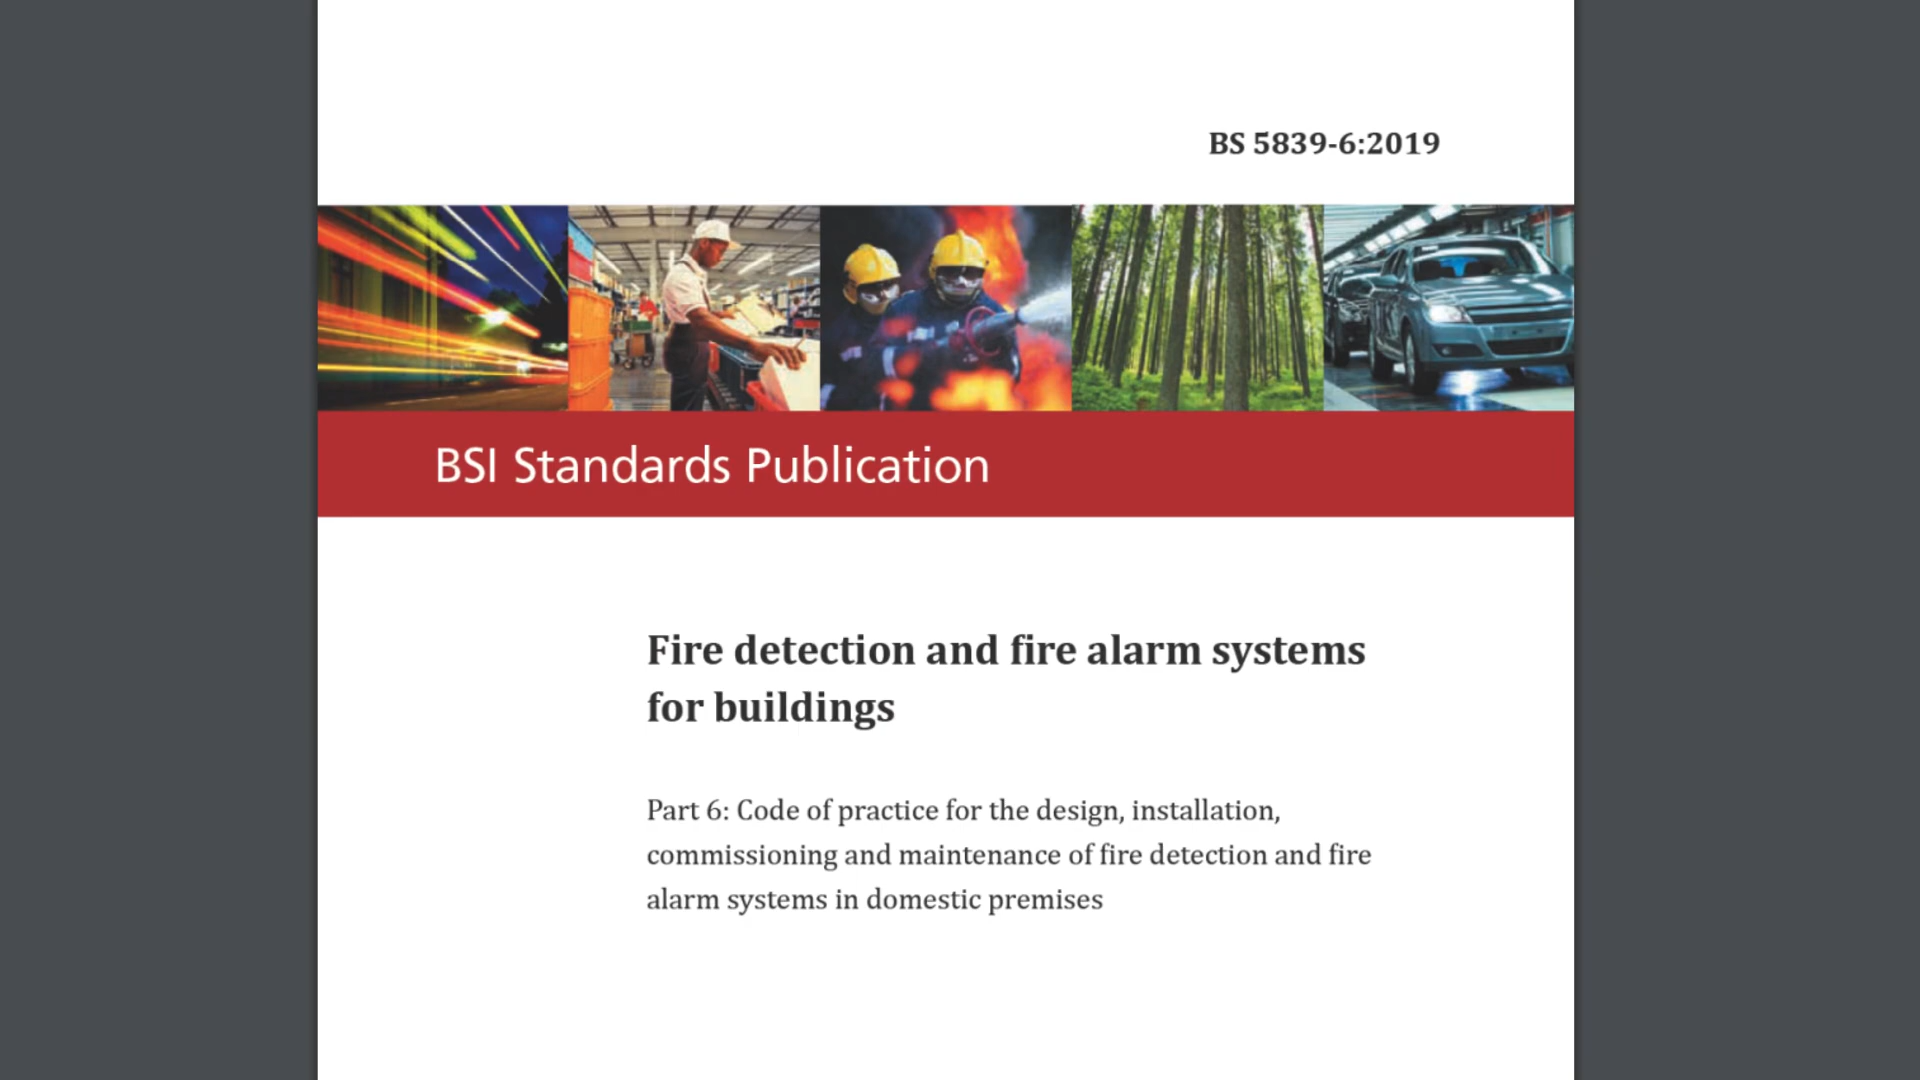 BS 5839-6:2019
BSI Standards Publication
Fire detection and fire alarm systems
for buildings
Part 6: Code of practice for the design, installation,
commissioning and maintenance of fire detection and fire
alarm systems in domestic premises